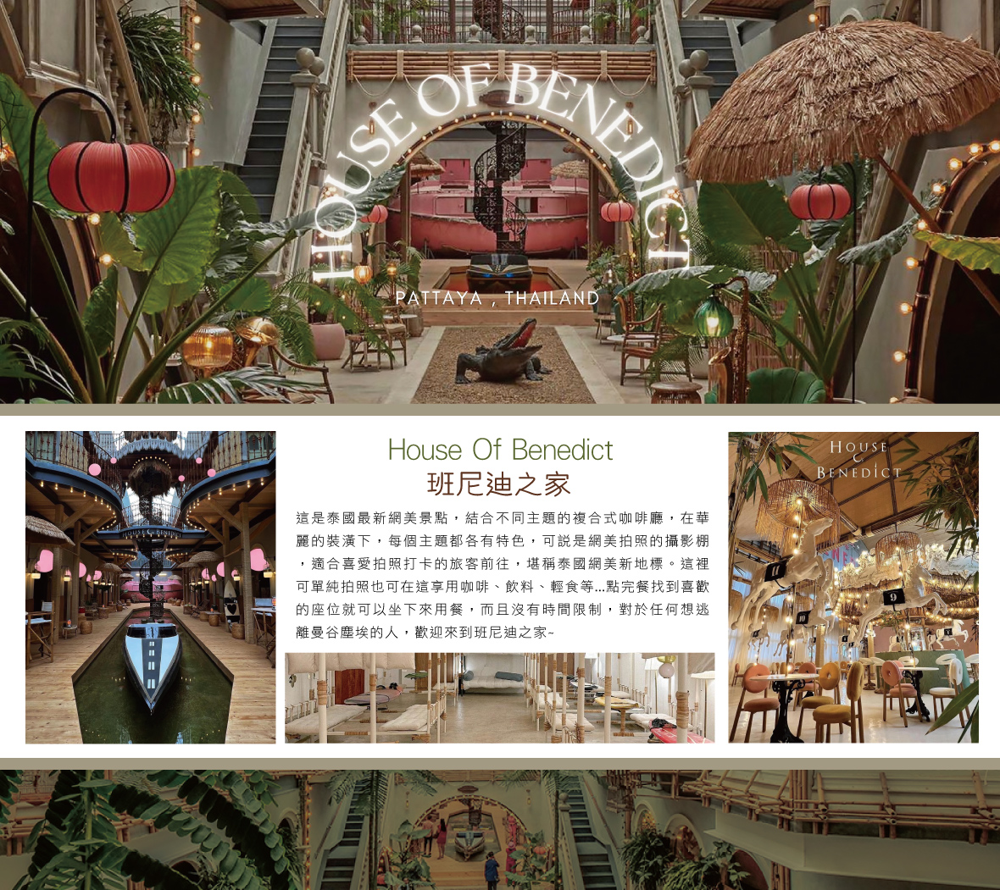 HOUSE OF BENEDICT
PATTAYA , THAILAND
House Of Benedict
班尼迪之家
這是泰國最新網美景點，結合不同主題的複合式咖啡廳，在華
麗的裝潢下，每個主題都各有特色，可說是網美拍照的攝影棚
，適合喜愛拍照打卡的旅客前往，堪稱泰國網美新地標。這裡
可單純拍照也可在這享用咖啡、飲料、輕食等...點完餐找到喜歡
的座位就可以坐下來用餐，而且沒有時間限制，對於任何想逃
離曼谷塵埃的人，歡迎來到班尼迪之家~
HOUSE
BENEDICT
11
10
9